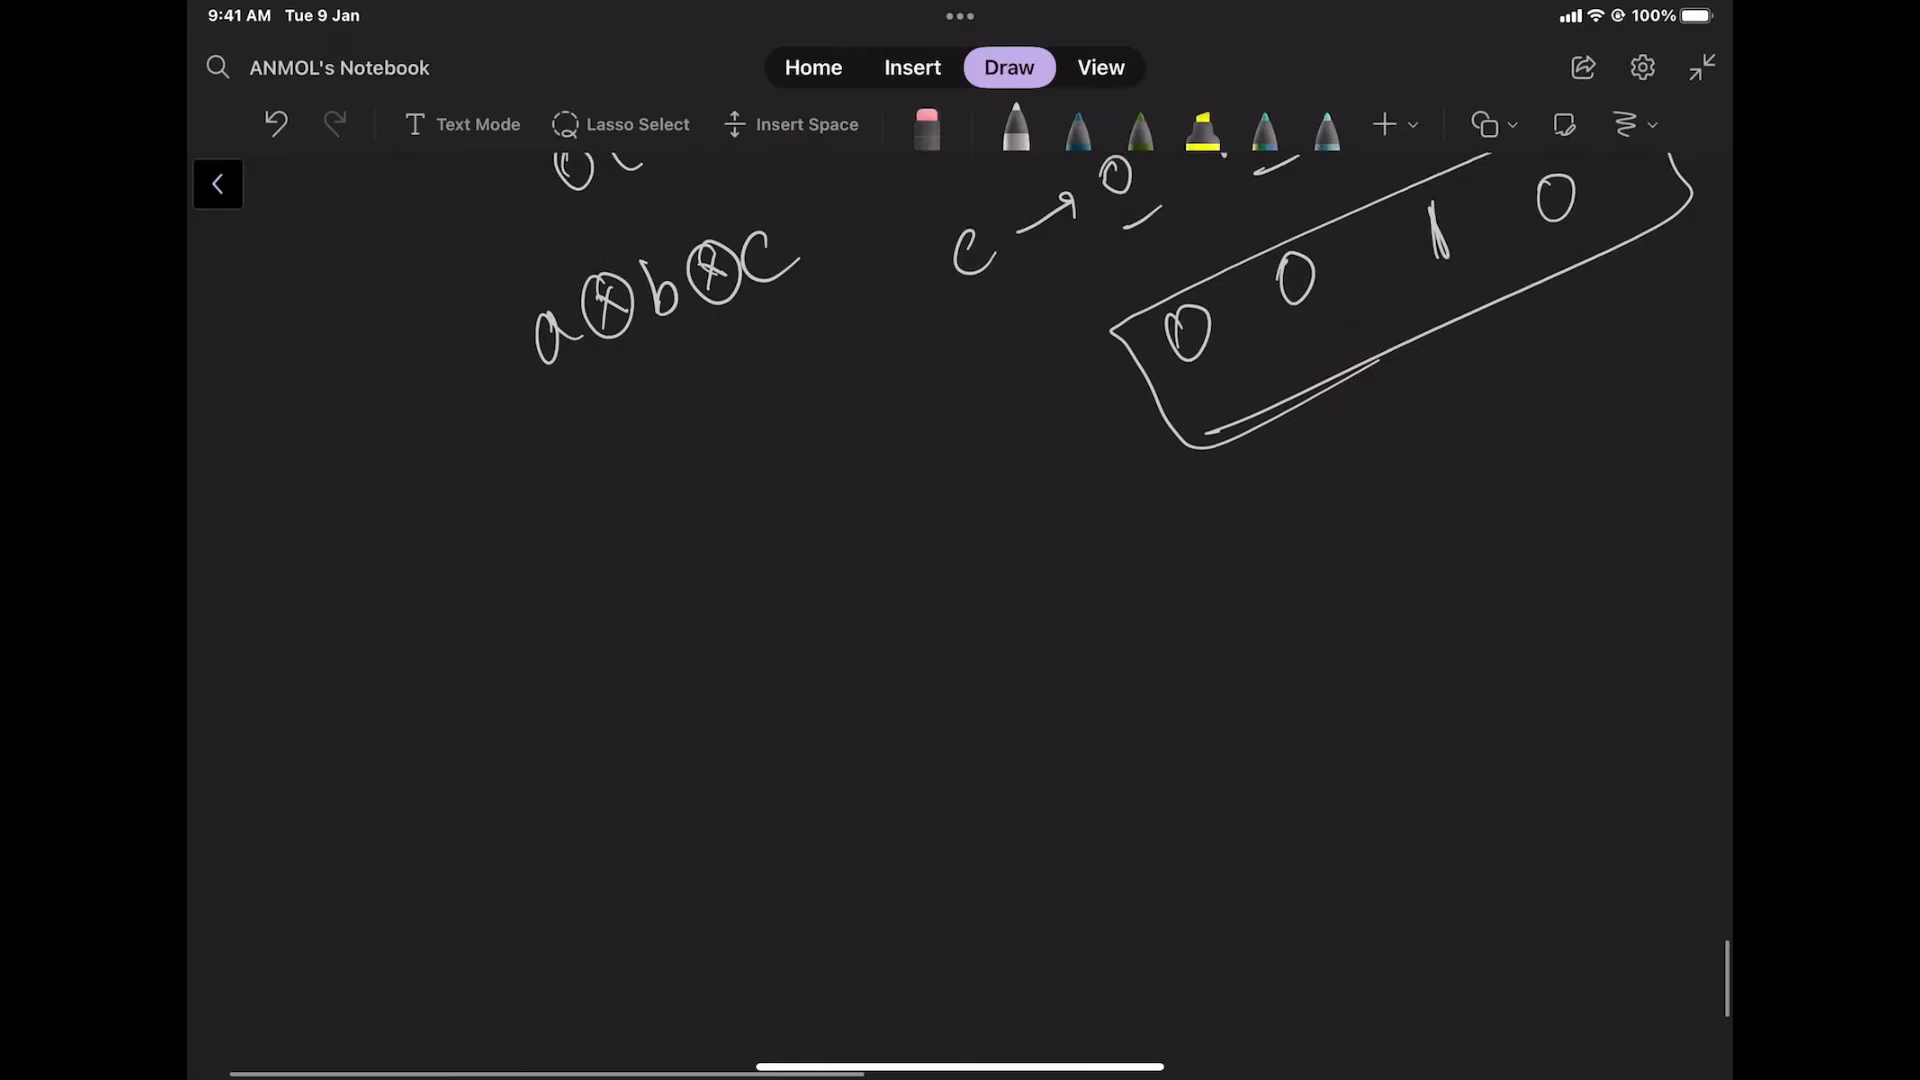 9:41 AM Tue 9 Jan
100%
ANMOL's Notebook
Home Insert Draw View
Text Mode Lasso Select Insert Space
c → 0
a ⊗ b ⊗ c
0 0 1 0